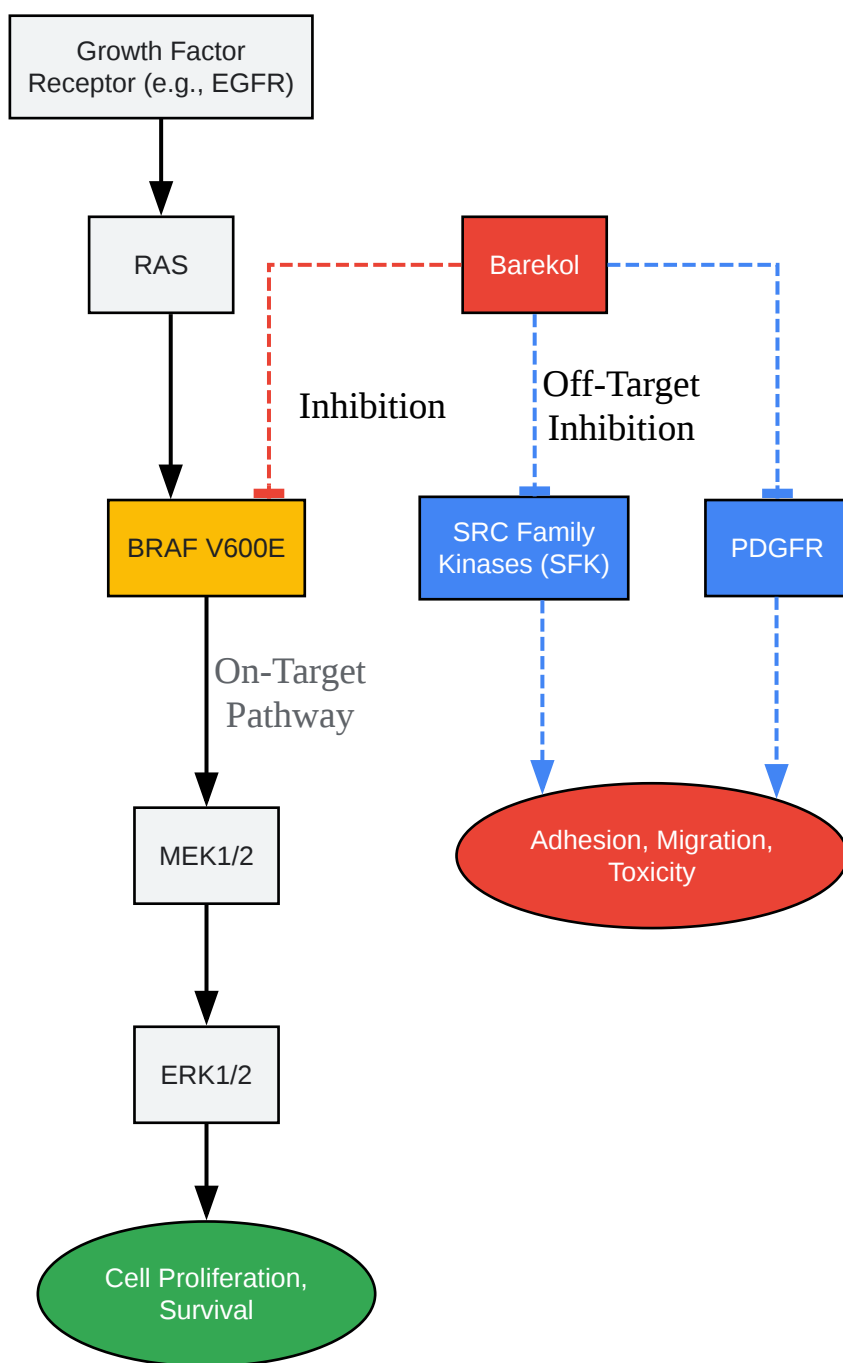 Growth Factor
Receptor (e.g., EGFR)
RAS
Barekol
Inhibition
Off-Target
Inhibition
BRAF V600E
SRC Family
Kinases (SFK)
PDGFR
On-Target
Pathway
MEK1/2
Adhesion, Migration,
Toxicity
ERK1/2
Cell Proliferation,
Survival